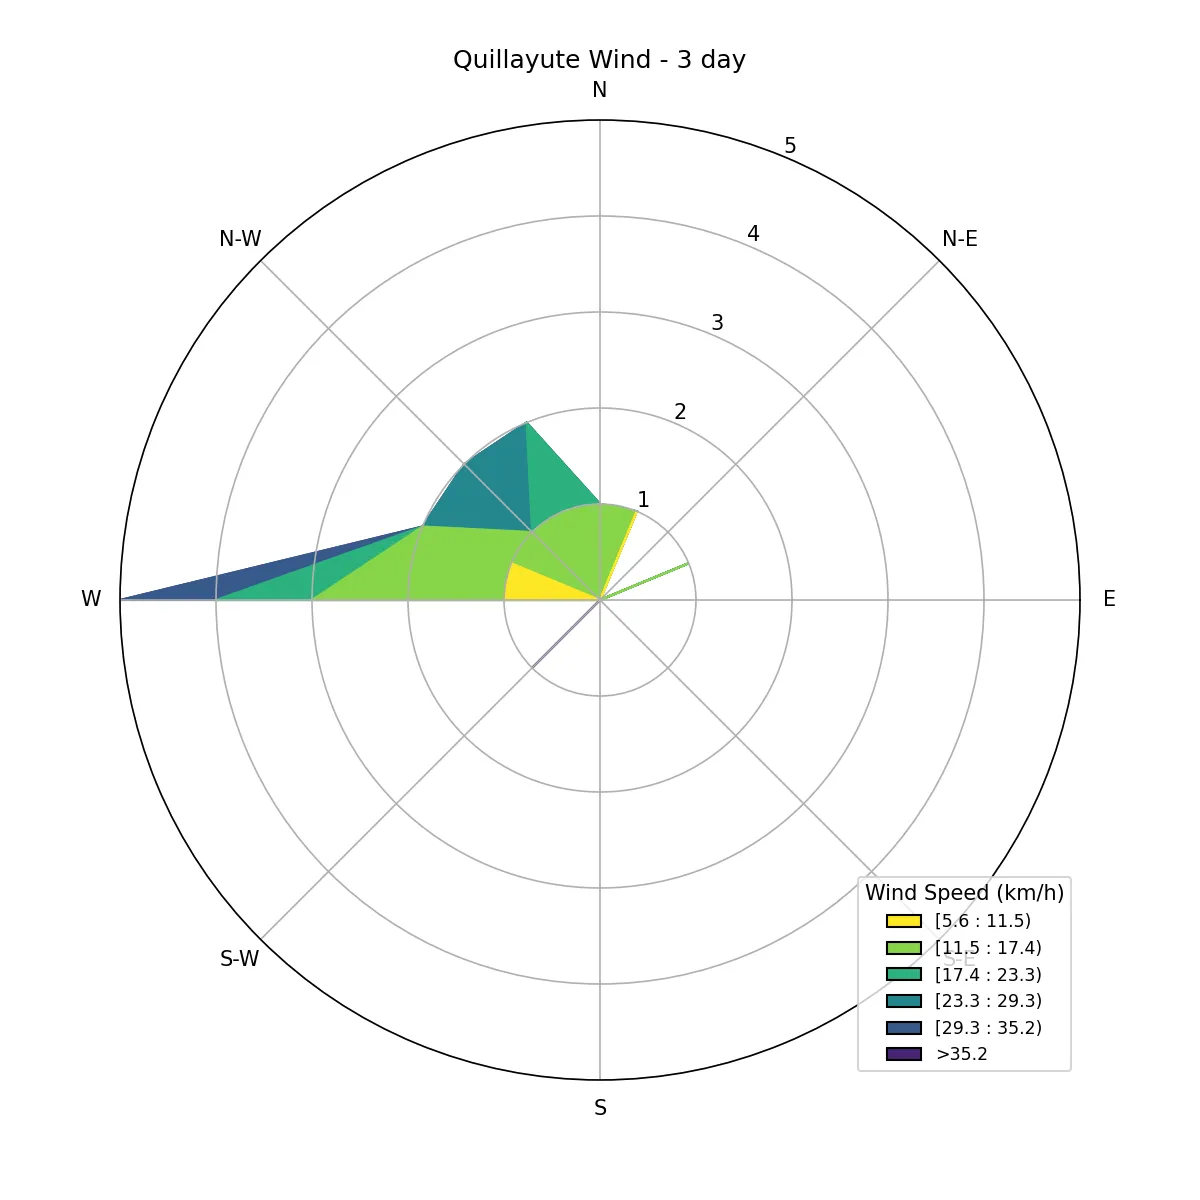 Quillayute Wind - 3 day
N
5
N-W
4
N-E
3
2
1
W
E
S-W
S-E
S
Wind Speed (km/h)
[5.6 : 11.5)
[11.5 : 17.4)
[17.4 : 23.3)
[23.3 : 29.3)
[29.3 : 35.2)
>35.2